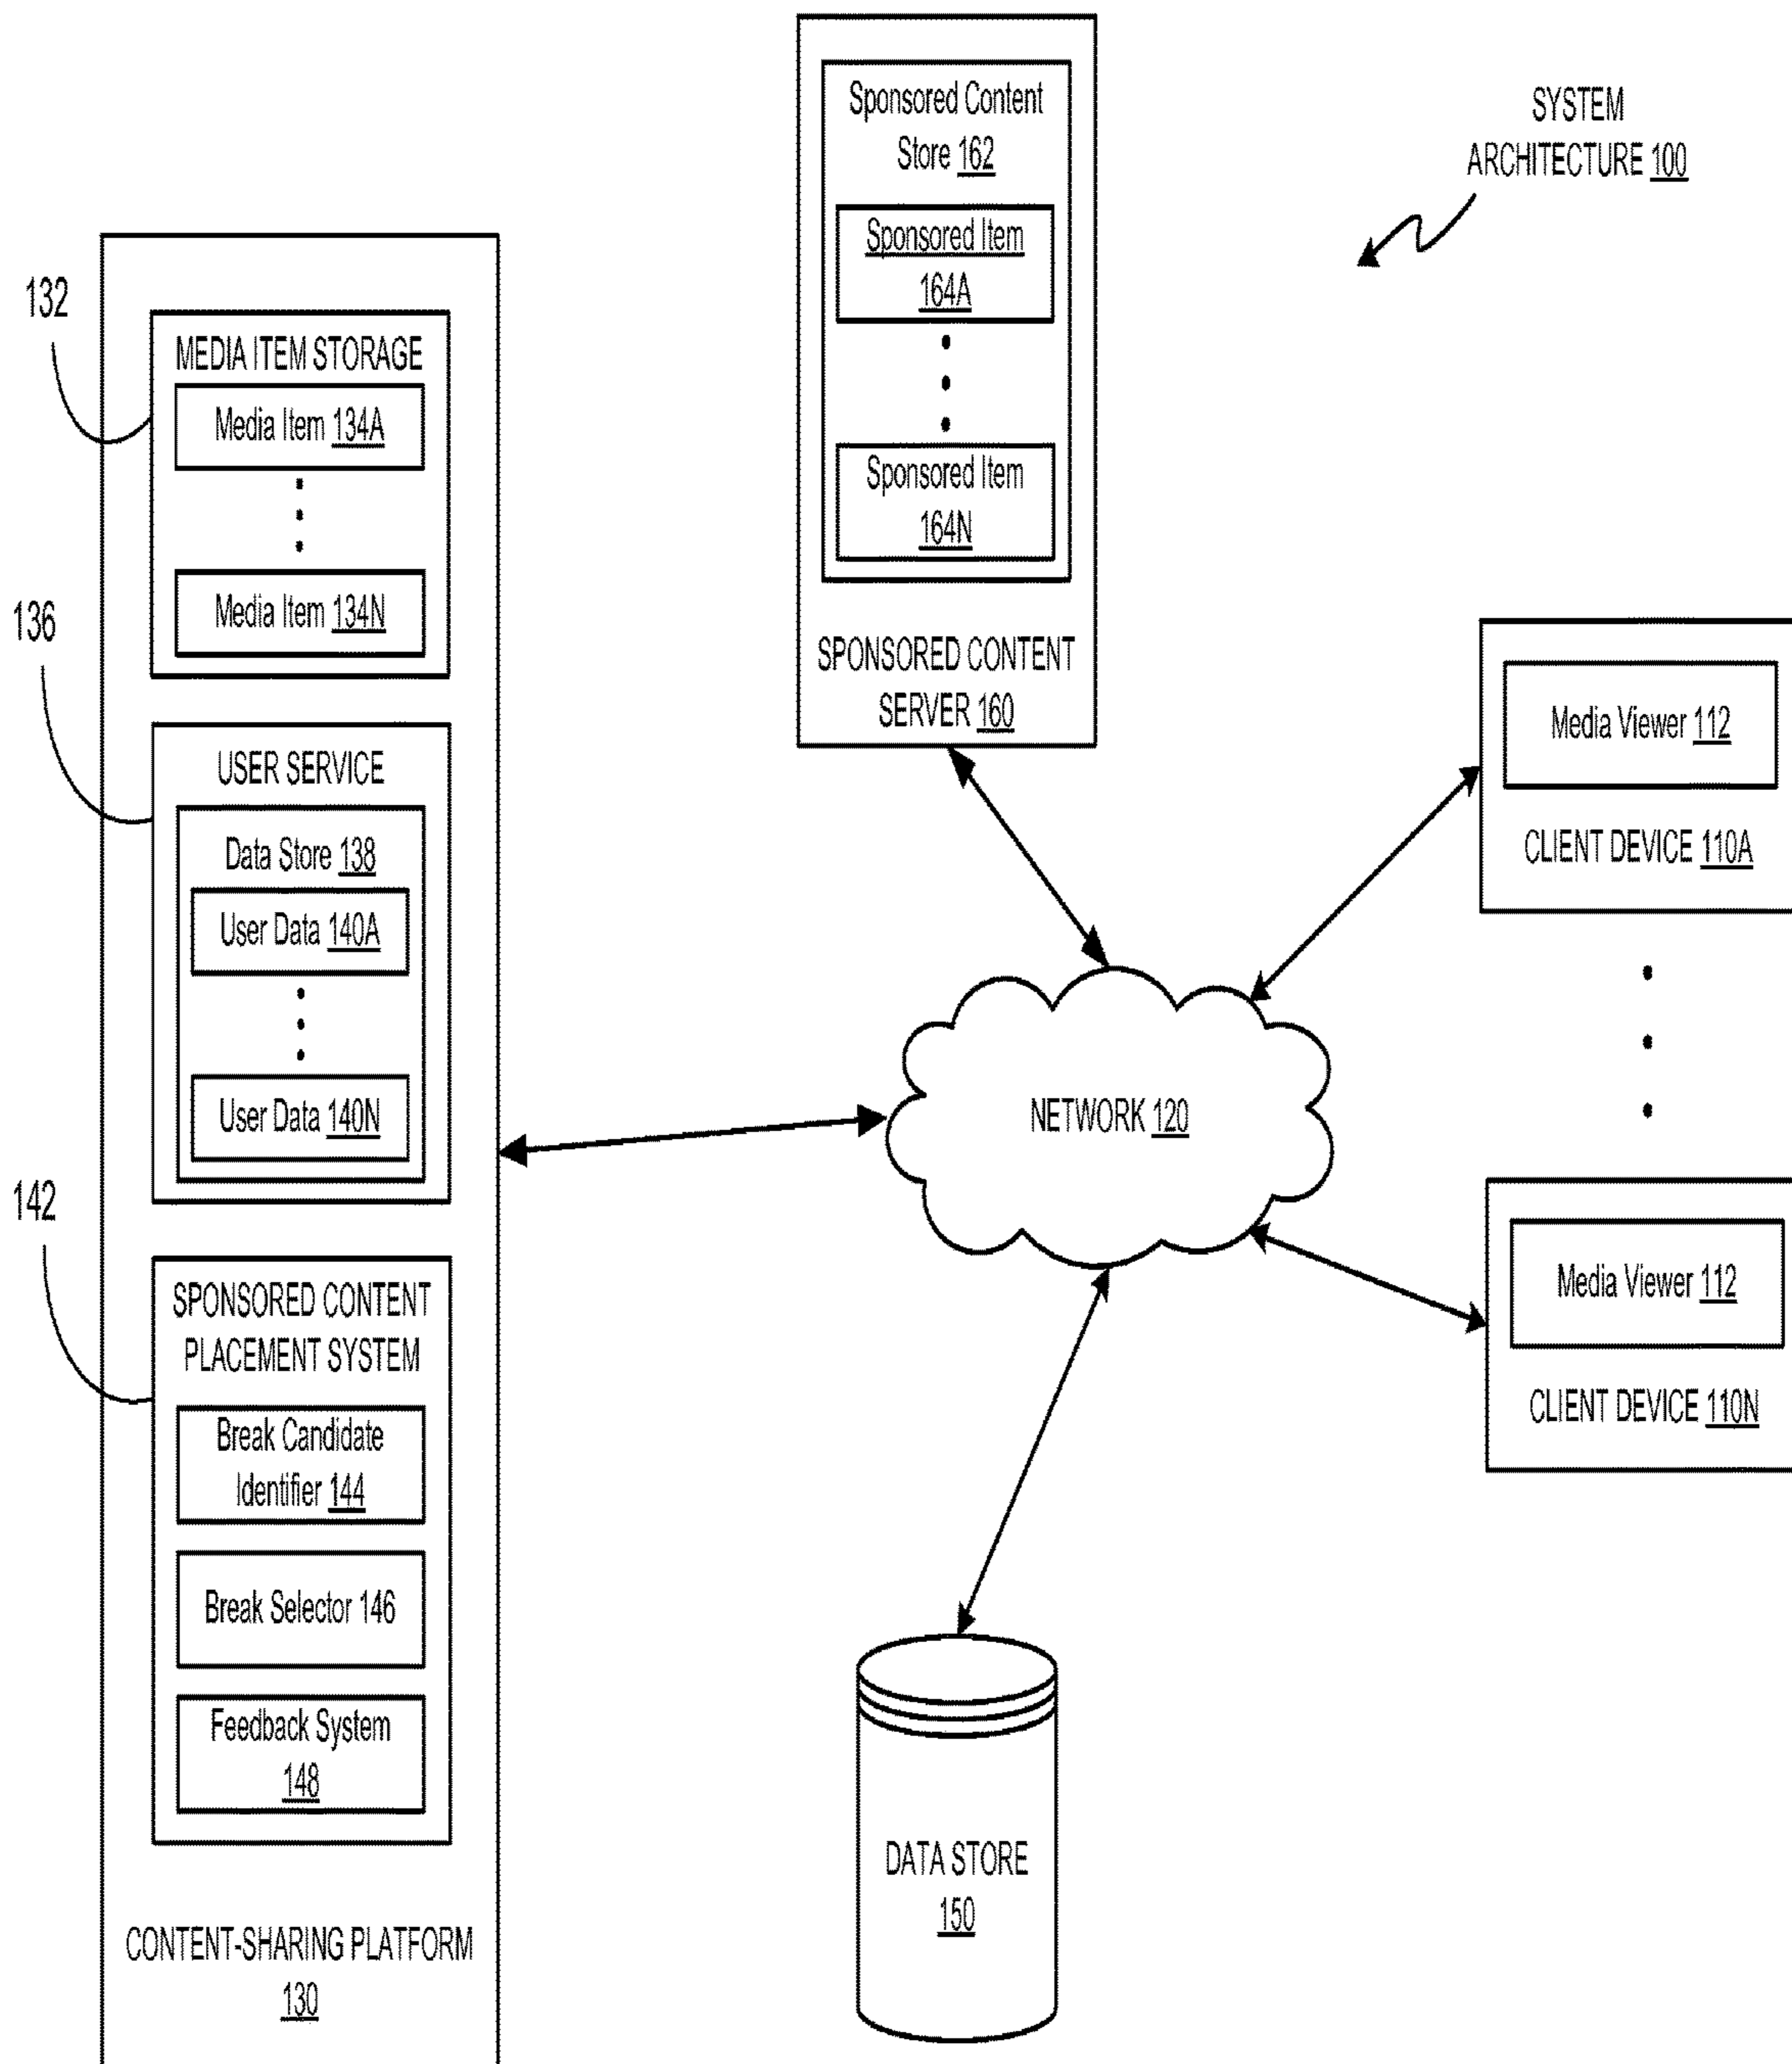 SYSTEM
ARCHITECTURE 100
Sponsored Content
Store 162
Sponsored Item
164A
Sponsored Item
164N
SPONSORED CONTENT
SERVER 160
132
MEDIA ITEM STORAGE
Media Item 134A
Media Item 134N
136
USER SERVICE
Data Store 138
User Data 140A
User Data 140N
142
SPONSORED CONTENT
PLACEMENT SYSTEM
Break Candidate
Identifier 144
Break Selector 146
Feedback System
148
CONTENT-SHARING PLATFORM
130
NETWORK 120
Media Viewer 112
CLIENT DEVICE 110A
Media Viewer 112
CLIENT DEVICE 110N
DATA STORE
150